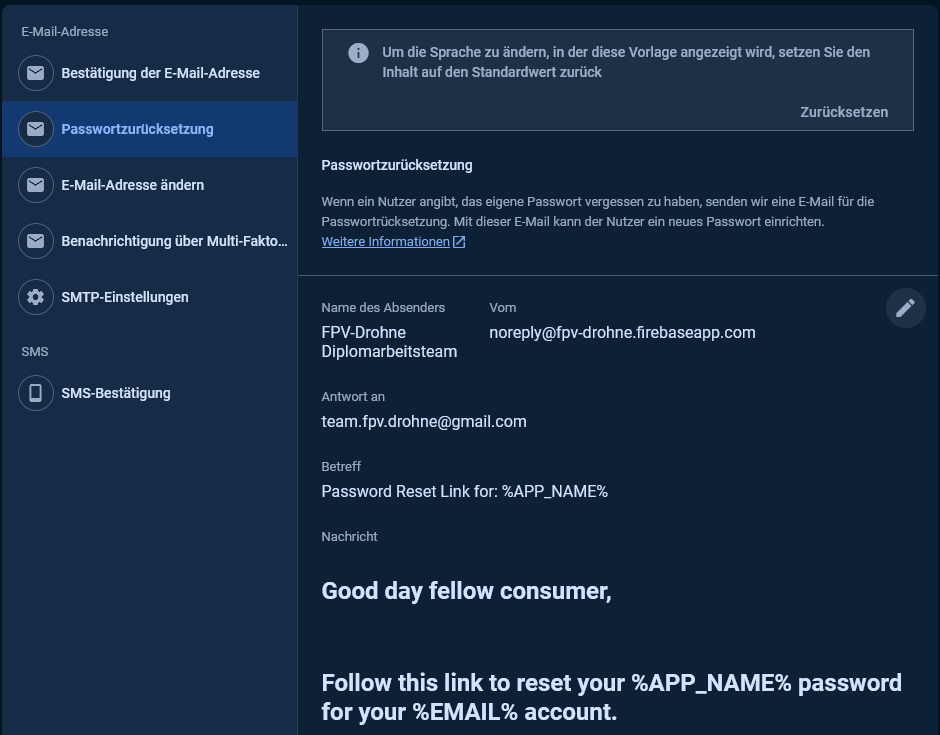 E-Mail-Adresse
Bestätigung der E-Mail-Adresse
Passwortzurücksetzung
E-Mail-Adresse ändern
Benachrichtigung über Multi-Fakto...
SMTP-Einstellungen
SMS
SMS-Bestätigung
Um die Sprache zu ändern, in der diese Vorlage angezeigt wird, setzen Sie den
Inhalt auf den Standardwert zurück
Zurücksetzen
Passwortzurücksetzung
Wenn ein Nutzer angibt, das eigene Passwort vergessen zu haben, senden wir eine E-Mail für die
Passwortrücksetzung. Mit dieser E-Mail kann der Nutzer ein neues Passwort einrichten.
Weitere Informationen
Name des Absenders
FPV-Drohne
Diplomarbeitsteam
Vom
noreply@fpv-drohne.firebaseapp.com
Antwort an
team.fpv.drohne@gmail.com
Betreff
Password Reset Link for: %APP_NAME%
Nachricht
Good day fellow consumer,
Follow this link to reset your %APP_NAME% password
for your %EMAIL% account.